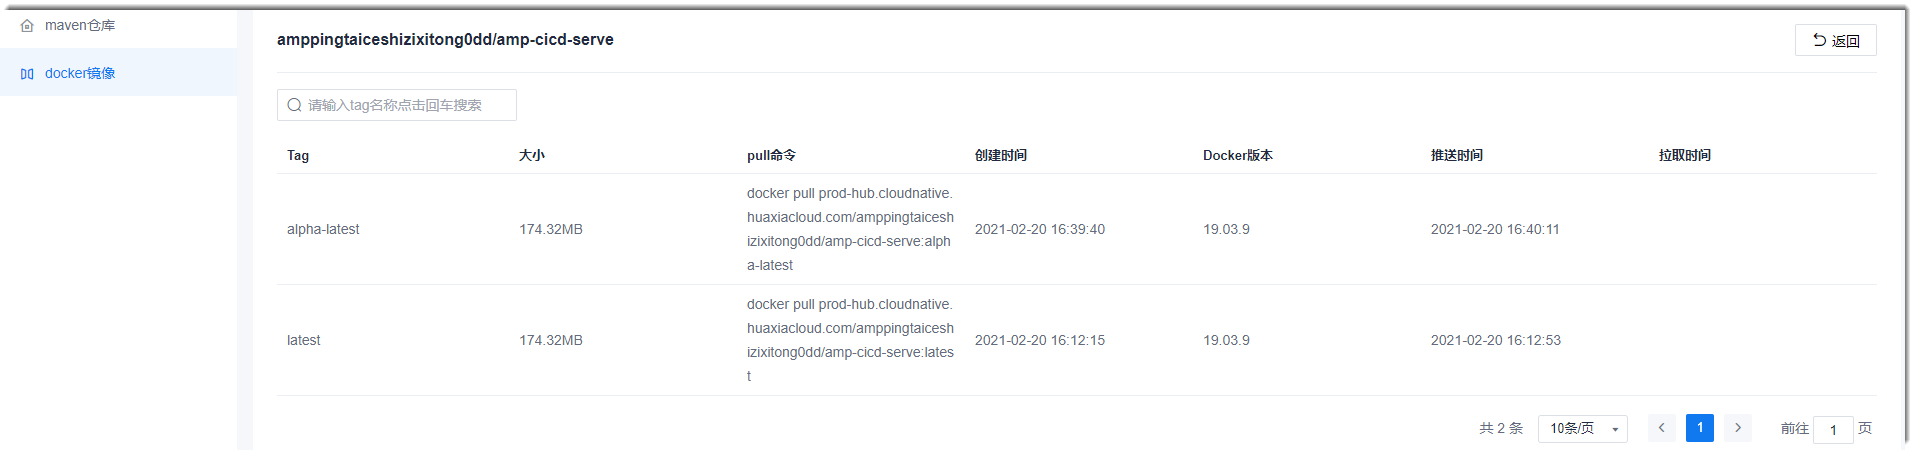 maven仓库
docker镜像
amppingtaiceshizixitong0dd/amp-cicd-serve
返回
请输入tag名称点击回车搜索
Tag 大小 pull命令 创建时间 Docker版本 推送时间 拉取时间
docker pull prod-hub.cloudnative.
huaxiacloud.com/amppingtaicesh
alpha-latest 174.32MB 2021-02-20 16:39:40 19.03.9 2021-02-20 16:40:11
izixitong0dd/amp-cicd-serve:alph
a-latest
docker pull prod-hub.cloudnative.
huaxiacloud.com/amppingtaicesh
latest 174.32MB 2021-02-20 16:12:15 19.03.9 2021-02-20 16:12:53
izixitong0dd/amp-cicd-serve:lates
t
共 2 条 10条/页 1 前往 1 页